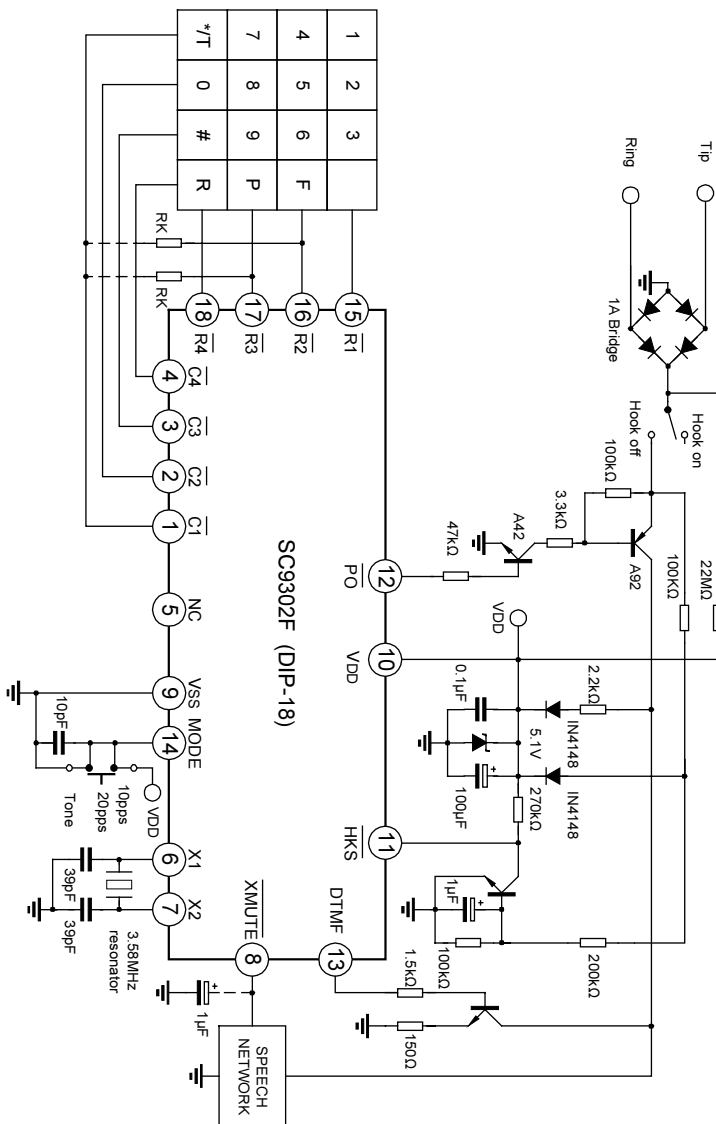 Tip
Ring
1A Bridge
Hook on
Hook off
100kΩ
3.3kΩ
A42
47kΩ
A92
100KΩ
22MΩ
VDD
2.2kΩ
IN4148
IN4148
0.1µF
5.1V
100µF
270kΩ
1µF
100kΩ
200kΩ
1.5kΩ
150Ω
SPEECH
NETWORK
1µF
1 2 3
4 5 6 F
7 8 9 P
*/T 0 # R
RK
RK
15 R1
16 R2
17 R3
18 R4
4 C4
3 C3
2 C2
1 C1
5 NC
9 VSS
14 MODE
6 X1
7 X2
8 XMUTE
13 DTMF
11 HKS
10 VDD
12 PO
SC9302F (DIP-18)
10pF
VDD
10pps
20pps
Tone
39pF
39pF
3.58MHz
resonator